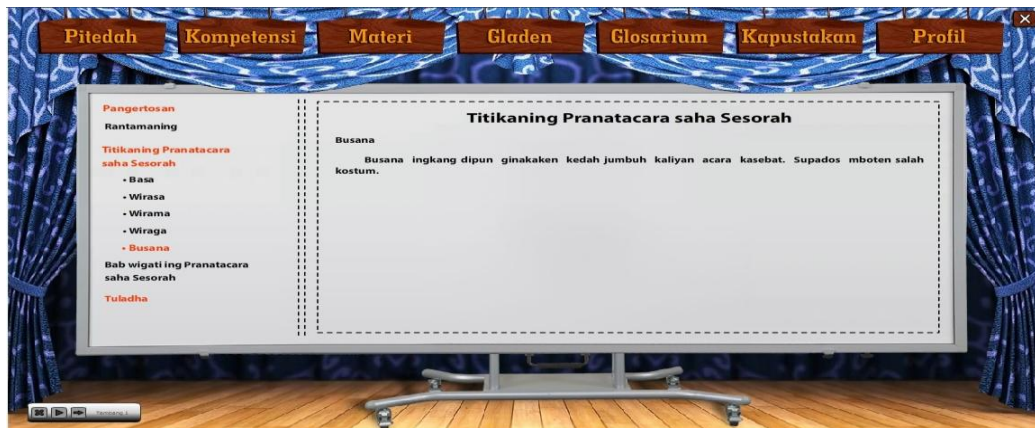 Pitedah
Kompetensi
Materi
Gladen
Glosarium
Kapustakan
Profil
Pangertosan
Rantamaning
Titikaning Pranatacara
saha Sesorah
• Basa
• Wirasa
• Wirama
• Wiraga
• Busana
Bab wigati ing Pranatacara
saha Sesorah
Tuladha
Titikaning Pranatacara saha Sesorah
Busana
Busana ingkang dipun ginakaken kedah jumbuh kaliyan acara kasebat. Supados mboten salah
kostum.
Tembang 1